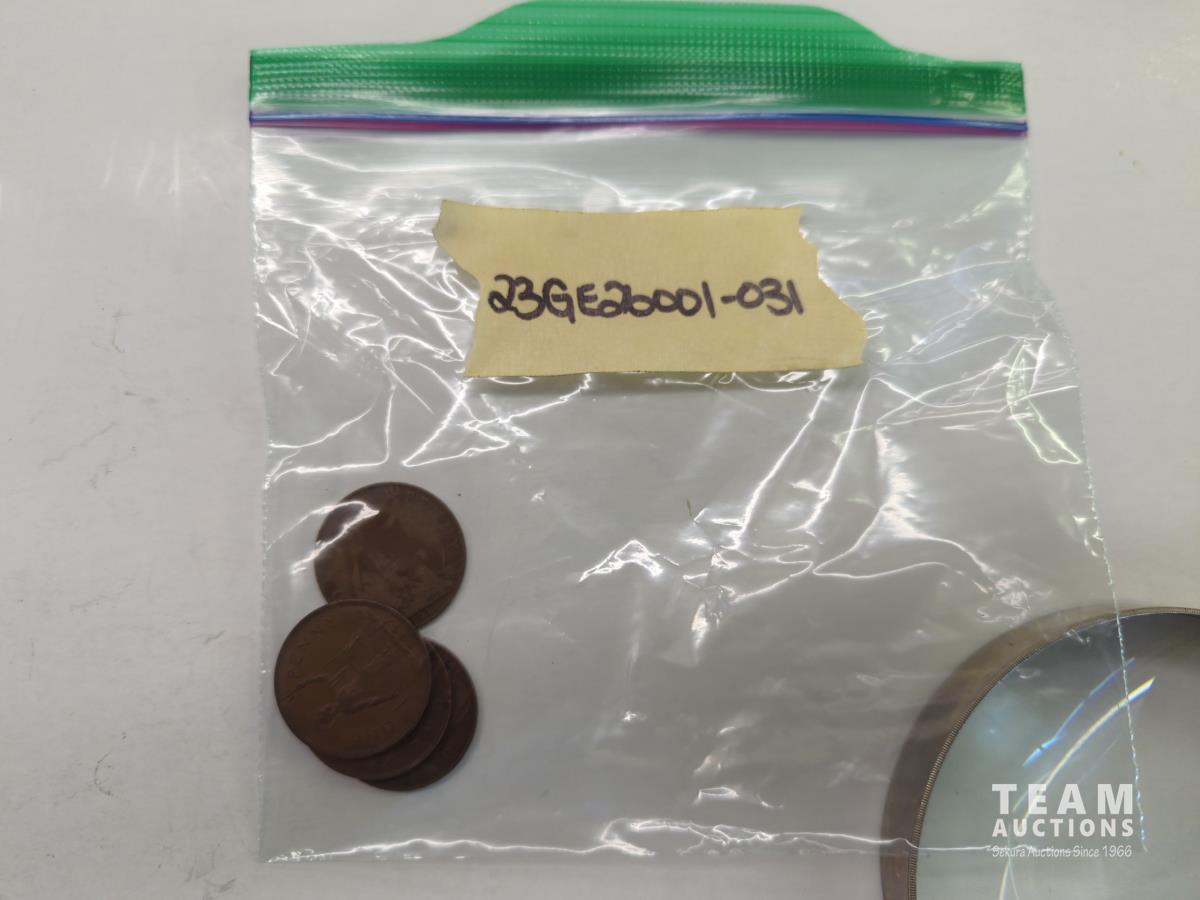 23GE26001-031
TEAM
AUCTIONS
Sekura Auctions Since 1966